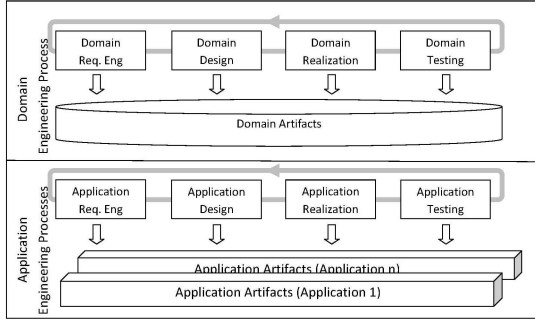 Domain
Engineering Process
Domain
Req. Eng
Domain
Design
Domain
Realization
Domain
Testing
Domain Artifacts
Application
Engineering Processes
Application
Req. Eng
Application
Design
Application
Realization
Application
Testing
Application Artifacts (Application n)
Application Artifacts (Application 1)